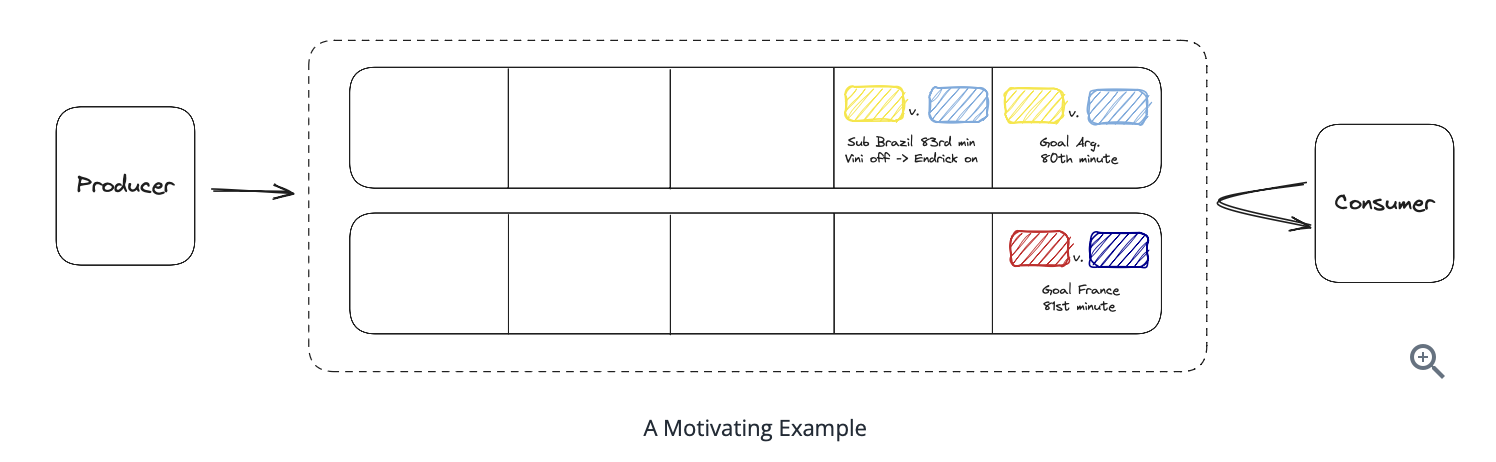 Producer
v.
Sub Brazil 83rd min
Vini off -> Endrick on
v.
Goal Arg.
80th minute
v.
Goal France
81st minute
Consumer
A Motivating Example